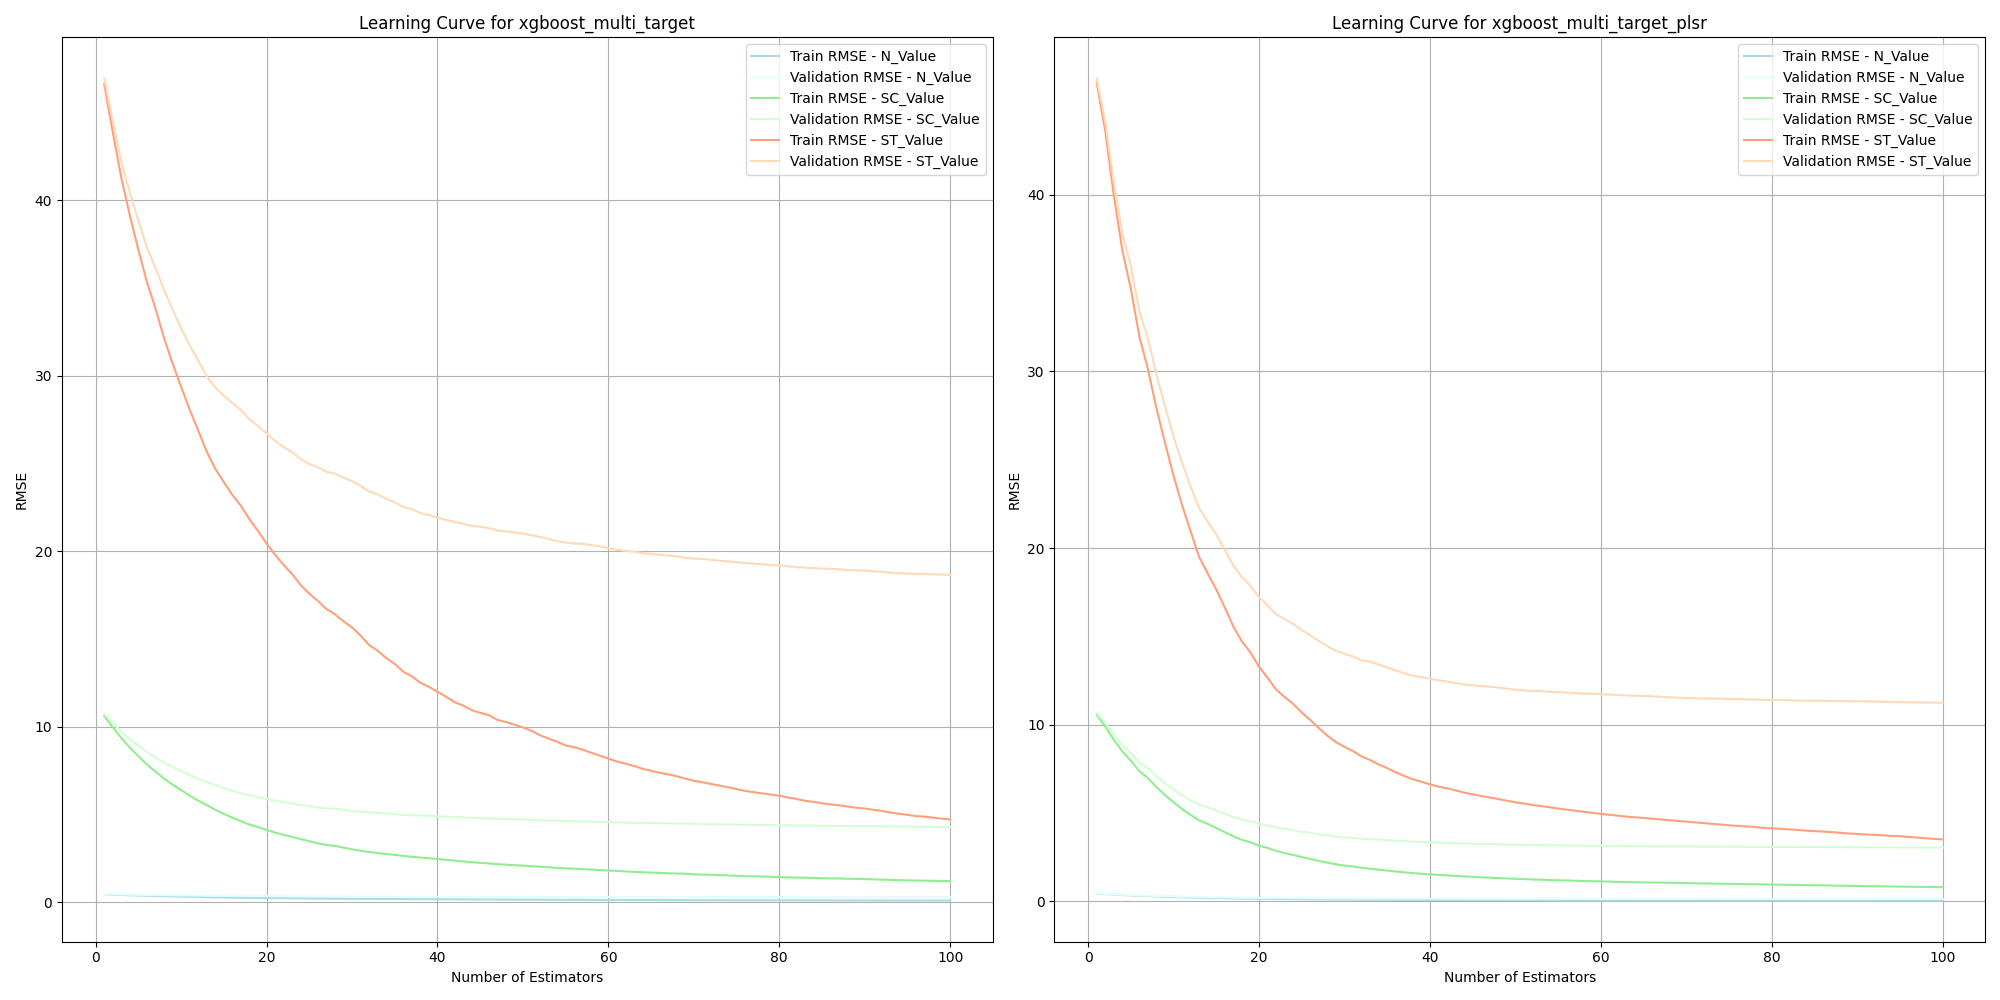 Learning Curve for xgboost_multi_target
Train RMSE - N_Value
Validation RMSE - N_Value
Train RMSE - SC_Value
Validation RMSE - SC_Value
Train RMSE - ST_Value
Validation RMSE - ST_Value
RMSE
40
30
20
10
0
0 20 40 60 80 100
Number of Estimators
Learning Curve for xgboost_multi_target_plsr
Train RMSE - N_Value
Validation RMSE - N_Value
Train RMSE - SC_Value
Validation RMSE - SC_Value
Train RMSE - ST_Value
Validation RMSE - ST_Value
RMSE
40
30
20
10
0
0 20 40 60 80 100
Number of Estimators